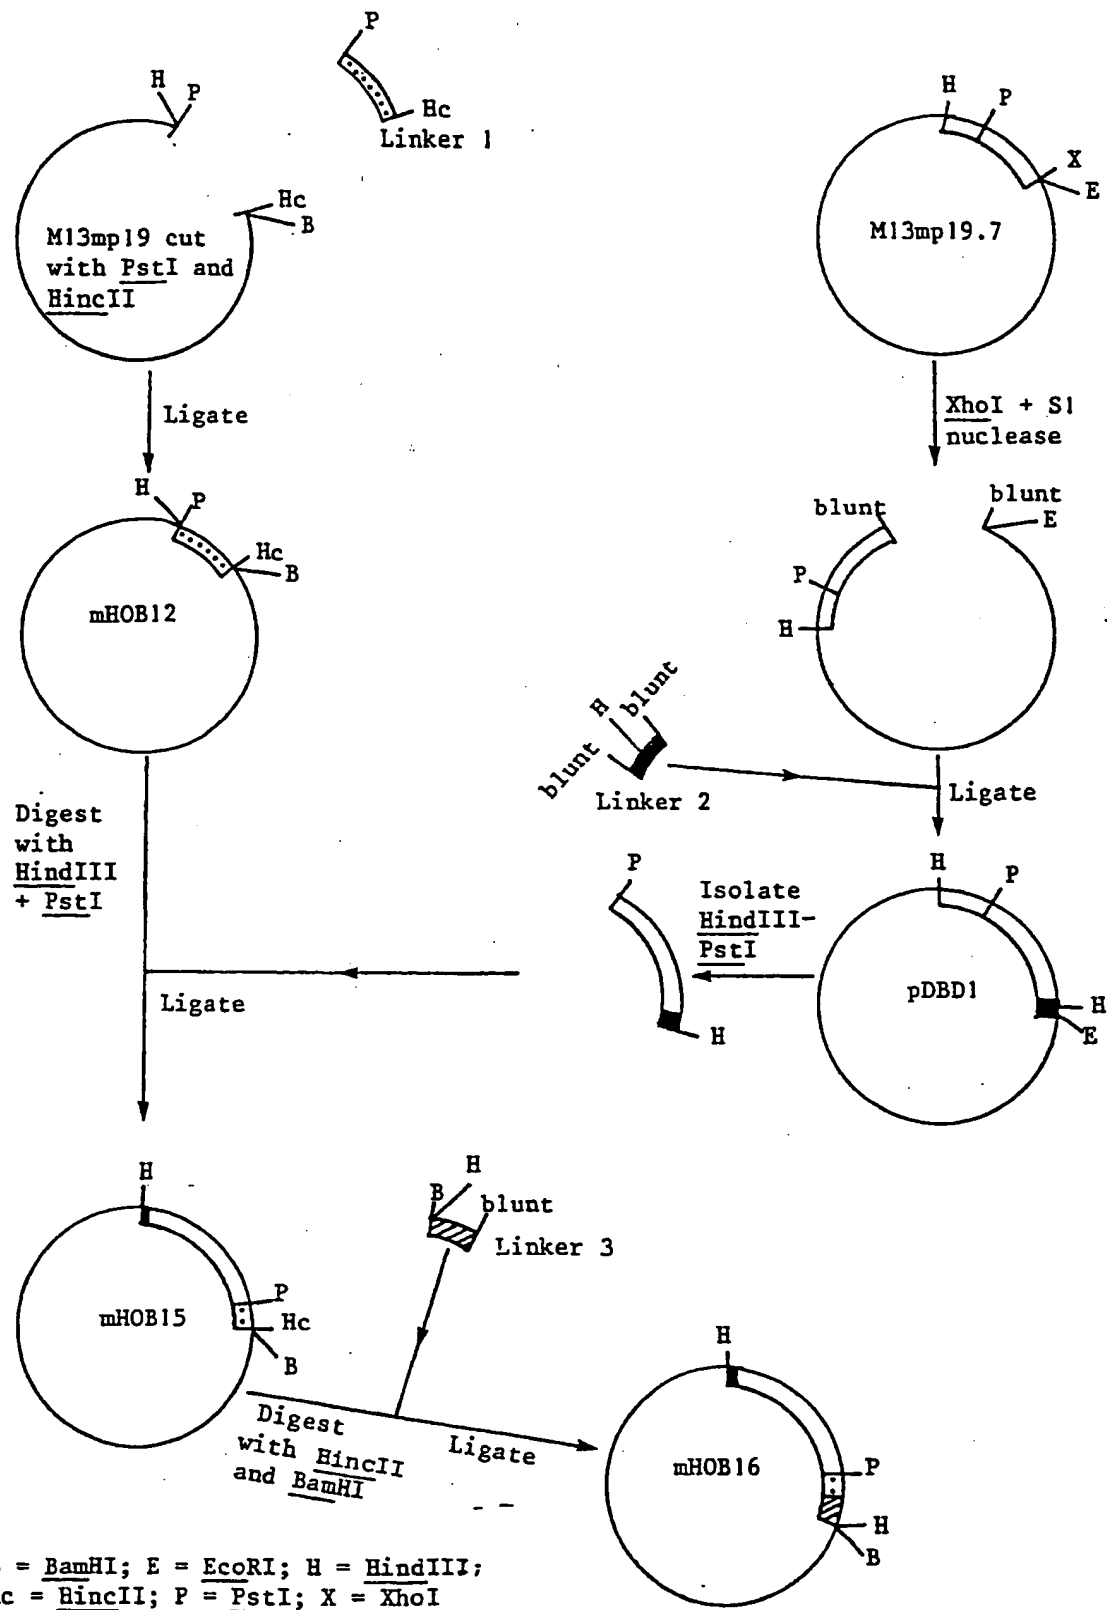 P
H
P
Hc
Linker 1
H
P
X
E
Hc
B
M13mp19 cut
with PstI and
HincII
M13mp19.7
Ligate
XhoI + S1
nuclease
H
P
Hc
B
mHOB12
blunt
blunt
E
P
H
H
blunt
blunt
Linker 2
Ligate
Digest
with
HindIII
+ PstI
P
Isolate
HindIII-
PstI
H
P
pDBD1
H
E
H
Ligate
H
P
Hc
B
mHOB15
B
H
blunt
Linker 3
Digest
with HincII
and BamHI
Ligate
H
mHOB16
P
H
B
= BamHI; E = EcoRI; H = HindIII;
c = HincII; P = PstI; X = XhoI